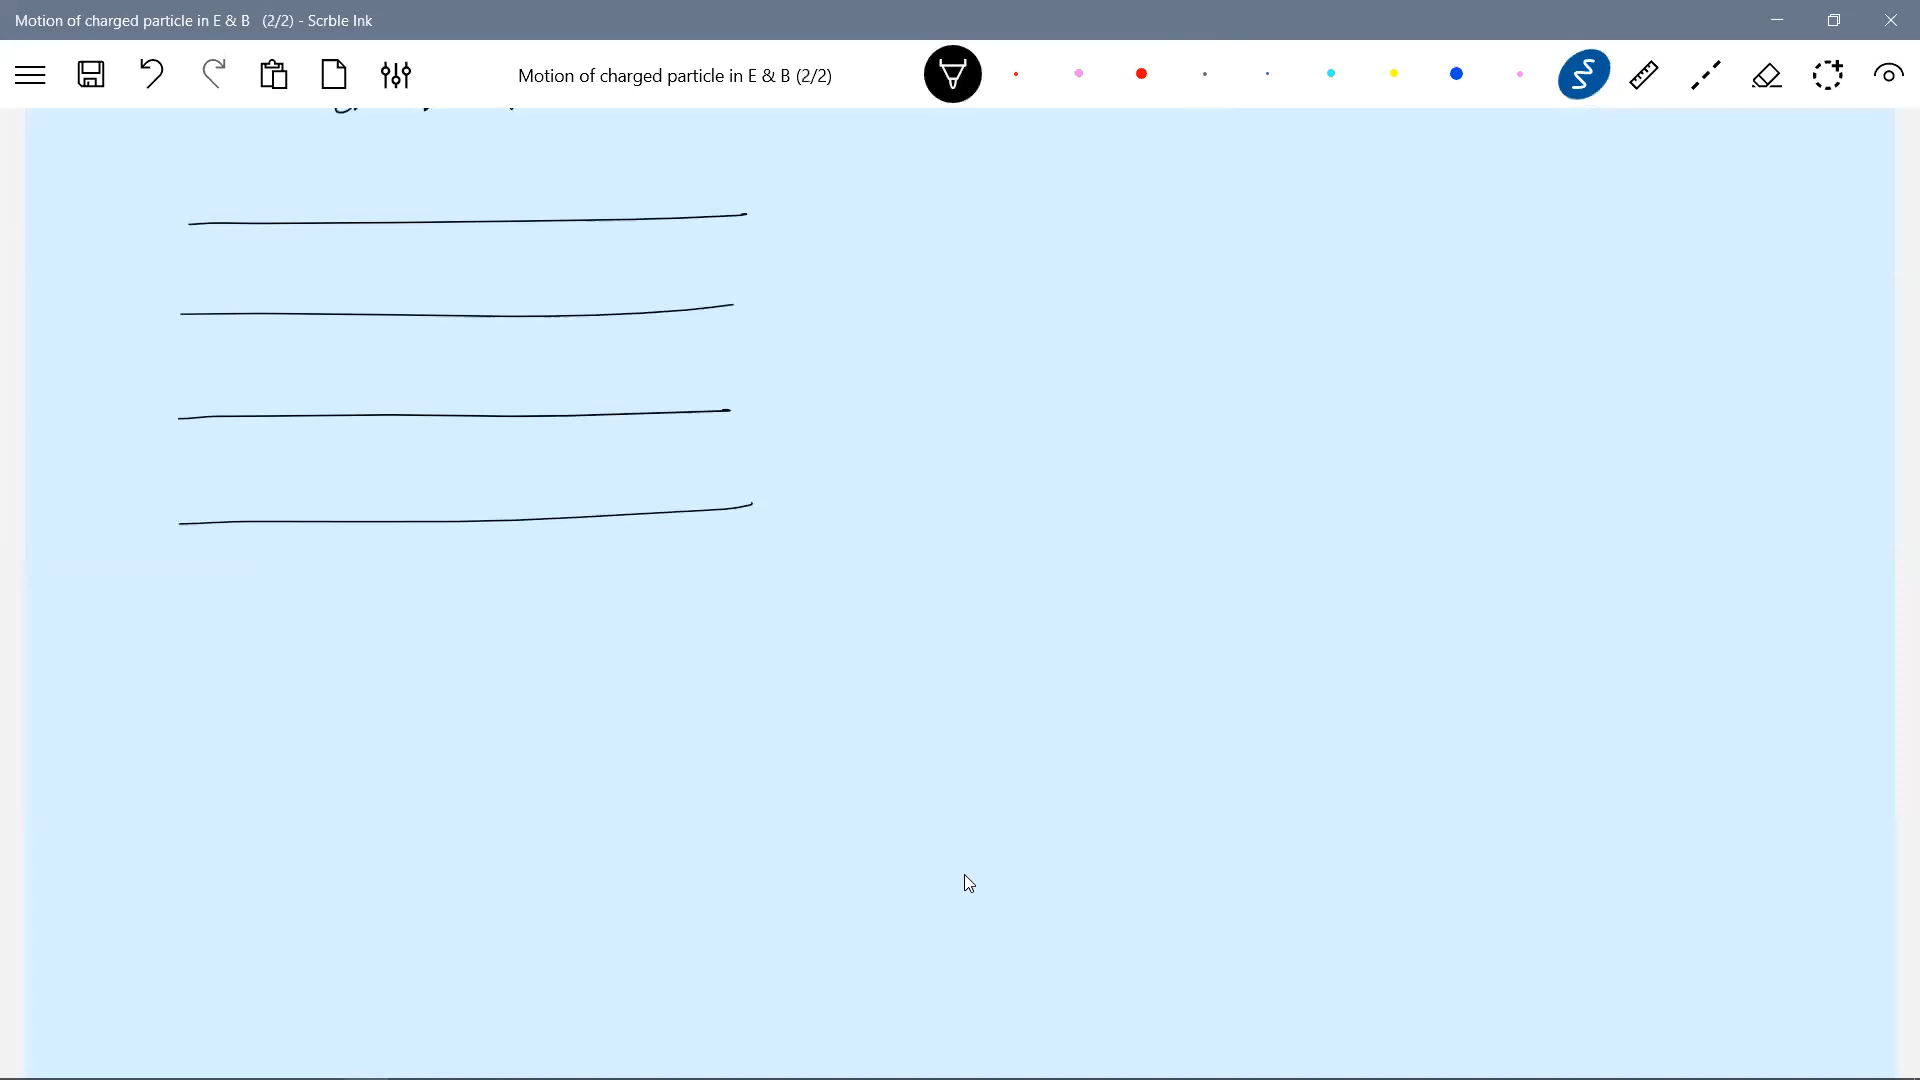 Motion of charged particle in E & B (2/2) - Scrble Ink
Motion of charged particle in E & B (2/2)